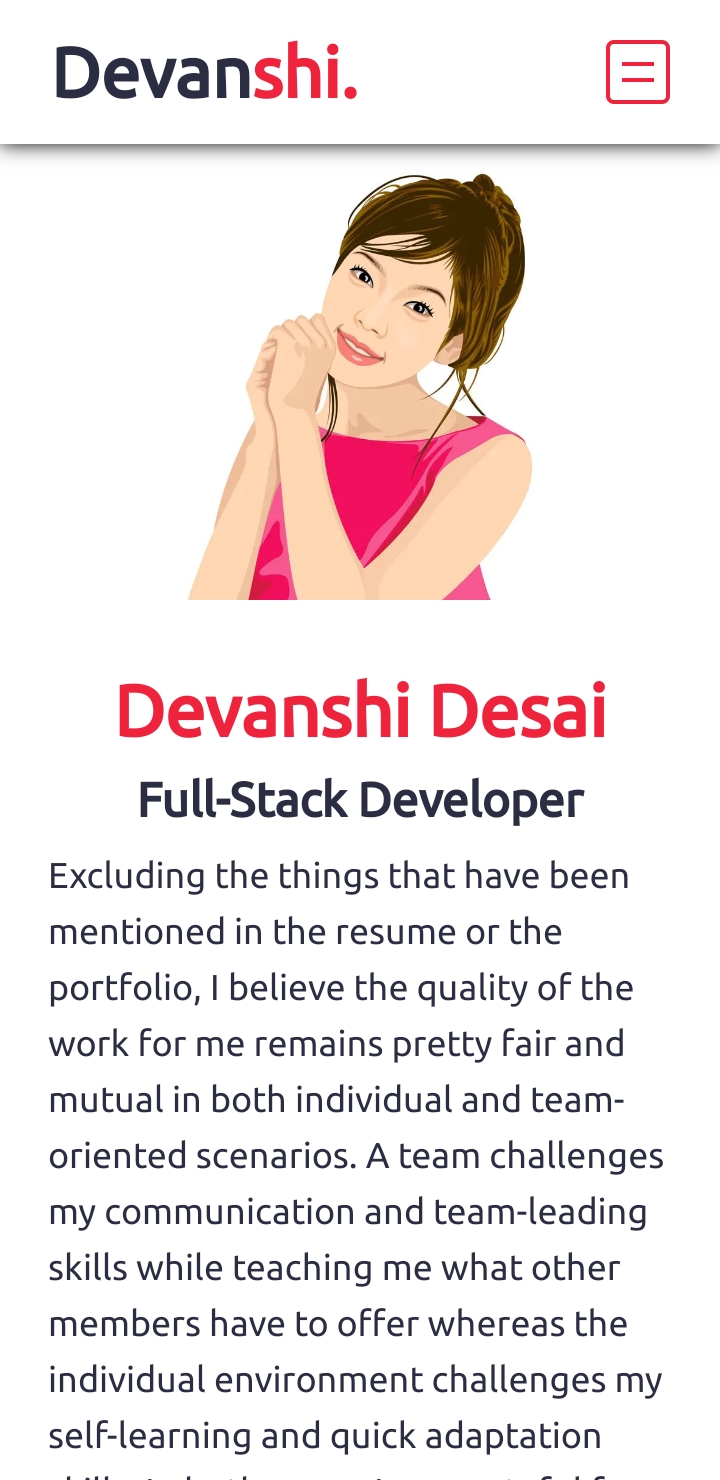 Devanshi.
Devanshi Desai
Full-Stack Developer
Excluding the things that have been
mentioned in the resume or the
portfolio, I believe the quality of the
work for me remains pretty fair and
mutual in both individual and team-
oriented scenarios. A team challenges
my communication and team-leading
skills while teaching me what other
members have to offer whereas the
individual environment challenges my
self-learning and quick adaptation